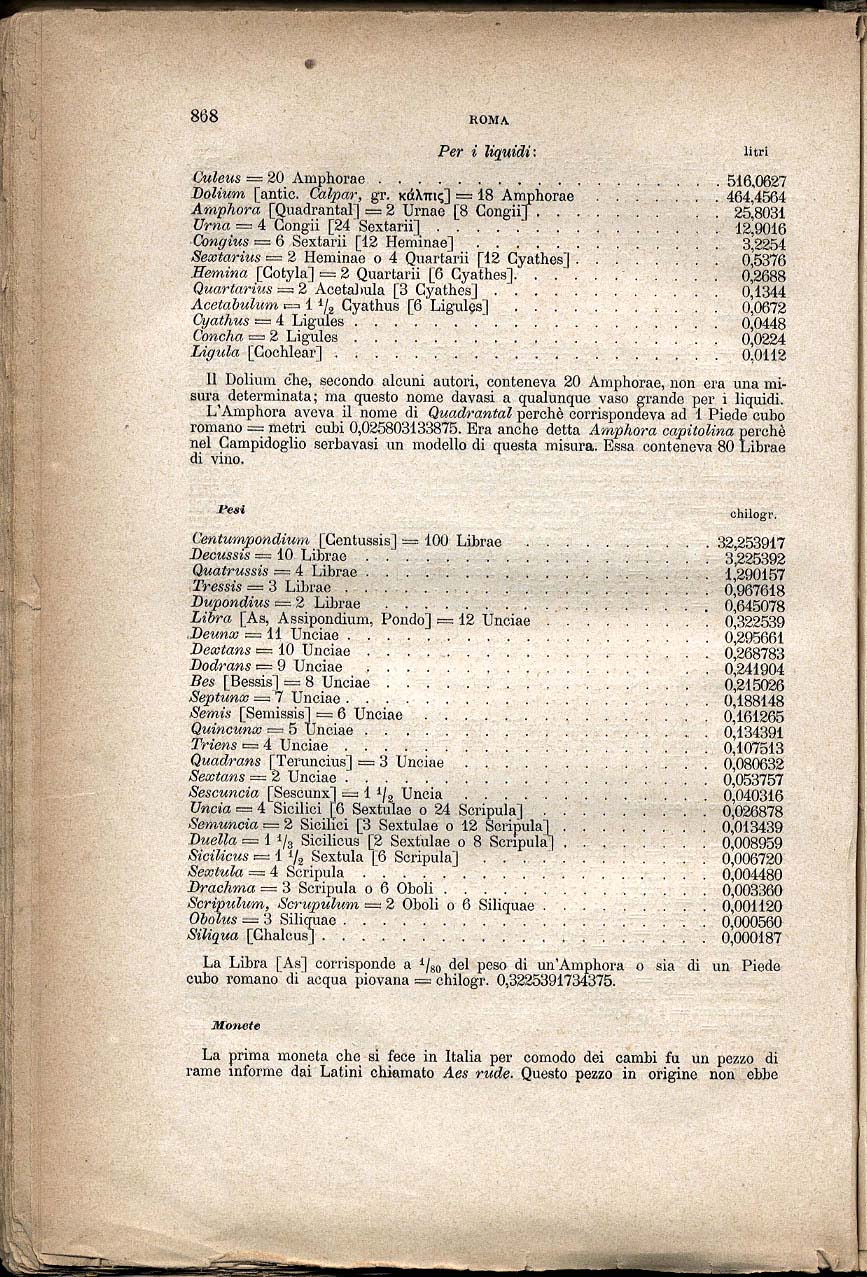 868
ROMA
Per i liquidi:
litri
Culeus = 20 Amphorae . . . . . . . . . . . . . . . 516,0627
Dolium [antic. Calpar, gr. κάλπις] = 18 Amphorae . . . . . . 464,4564
Amphora [Quadrantal] = 2 Urnae [8 Congii] . . . . . . . . . 25,8031
Urna = 4 Congii [24 Sextarii] . . . . . . . . . . . . . 12,9016
Congius = 6 Sextarii [12 Heminae] . . . . . . . . . . . 3,2254
Sextarius = 2 Heminae o 4 Quartarii [12 Cyathes] . . . . . . . 0,5376
Hemina [Cotyla] = 2 Quartarii [6 Cyathes]. . . . . . . . . 0,2688
Quartarius = 2 Acetabula [3 Cyathes] . . . . . . . . . . 0,1344
Acetabulum = 1 1/2 Cyathus [6 Ligules] . . . . . . . . . 0,0672
Cyathus = 4 Ligules . . . . . . . . . . . . . . . . 0,0448
Concha = 2 Ligules . . . . . . . . . . . . . . . . 0,0224
Ligula [Cochlear] . . . . . . . . . . . . . . . . . 0,0112
Il Dolium che, secondo alcuni autori, conteneva 20 Amphorae, non era una mi-
sura determinata; ma questo nome davasi a qualunque vaso grande per i liquidi.
L'Amphora aveva il nome di Quadrantal perchè corrispondeva ad 1 Piede cubo
romano = metri cubi 0,025803133875. Era anche detta Amphora capitolina perchè
nel Campidoglio serbavasi un modello di questa misura. Essa conteneva 80 Librae
di vino.
Pesi
chilogr.
Centumpondium [Centussis] = 100 Librae . . . . . . . . . 32,253917
Decussis = 10 Librae . . . . . . . . . . . . . . . 3,225392
Quatrussis = 4 Librae . . . . . . . . . . . . . . . 1,290157
Tressis = 3 Librae . . . . . . . . . . . . . . . . 0,967618
Dupondius = 2 Librae . . . . . . . . . . . . . . . 0,645078
Libra [As, Assipondium, Pondo] = 12 Unciae . . . . . . . . 0,322539
Deunx = 11 Unciae . . . . . . . . . . . . . . . . 0,295661
Dextans = 10 Unciae . . . . . . . . . . . . . . . 0,268783
Dodrans = 9 Unciae . . . . . . . . . . . . . . . 0,241904
Bes [Bessis] = 8 Unciae . . . . . . . . . . . . . . 0,215026
Septunx = 7 Unciae . . . . . . . . . . . . . . . . 0,188148
Semis [Semissis] = 6 Unciae . . . . . . . . . . . . . 0,161265
Quincunx = 5 Unciae . . . . . . . . . . . . . . . 0,134391
Triens = 4 Unciae . . . . . . . . . . . . . . . . 0,107513
Quadrans [Teruncius] = 3 Unciae . . . . . . . . . . . 0,080632
Sextans = 2 Unciae . . . . . . . . . . . . . . . . 0,053757
Sescuncia [Sescunx] = 1 1/2 Uncia . . . . . . . . . . . 0,040316
Uncia = 4 Sicilici [6 Sextulae o 24 Scripula] . . . . . . . . 0,026878
Semuncia = 2 Sicilici [3 Sextulae o 12 Scripula] . . . . . . . 0,013439
Duella = 1 1/3 Sicilicus [2 Sextulae o 8 Scripula] . . . . . . . 0,008959
Sicilicus = 1 1/2 Sextula [6 Scripula] . . . . . . . . . . 0,006720
Sextula = 4 Scripula . . . . . . . . . . . . . . . 0,004480
Drachma = 3 Scripula o 6 Oboli . . . . . . . . . . . . 0,003360
Scripulum, Scrupulum = 2 Oboli o 6 Siliquae . . . . . . . . 0,001120
Obolus = 3 Siliquae . . . . . . . . . . . . . . . . 0,000560
Siliqua [Chalcus] . . . . . . . . . . . . . . . . . 0,000187
La Libra [As] corrisponde a 1/80 del peso di un'Amphora o sia di un Piede
cubo romano di acqua piovana = chilogr. 0,3225391734375.
Monete
La prima moneta che si fece in Italia per comodo dei cambi fu un pezzo di
rame informe dai Latini chiamato Aes rude. Questo pezzo in origine non ebbe